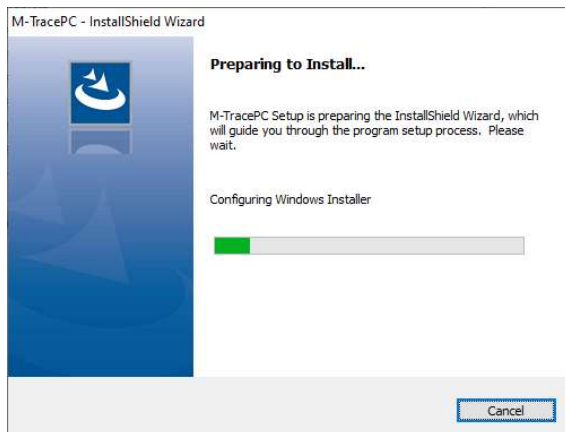 M-TracePC - InstallShield Wizard
Preparing to Install...
M-TracePC Setup is preparing the InstallShield Wizard, which
will guide you through the program setup process. Please
wait.
Configuring Windows Installer
Cancel